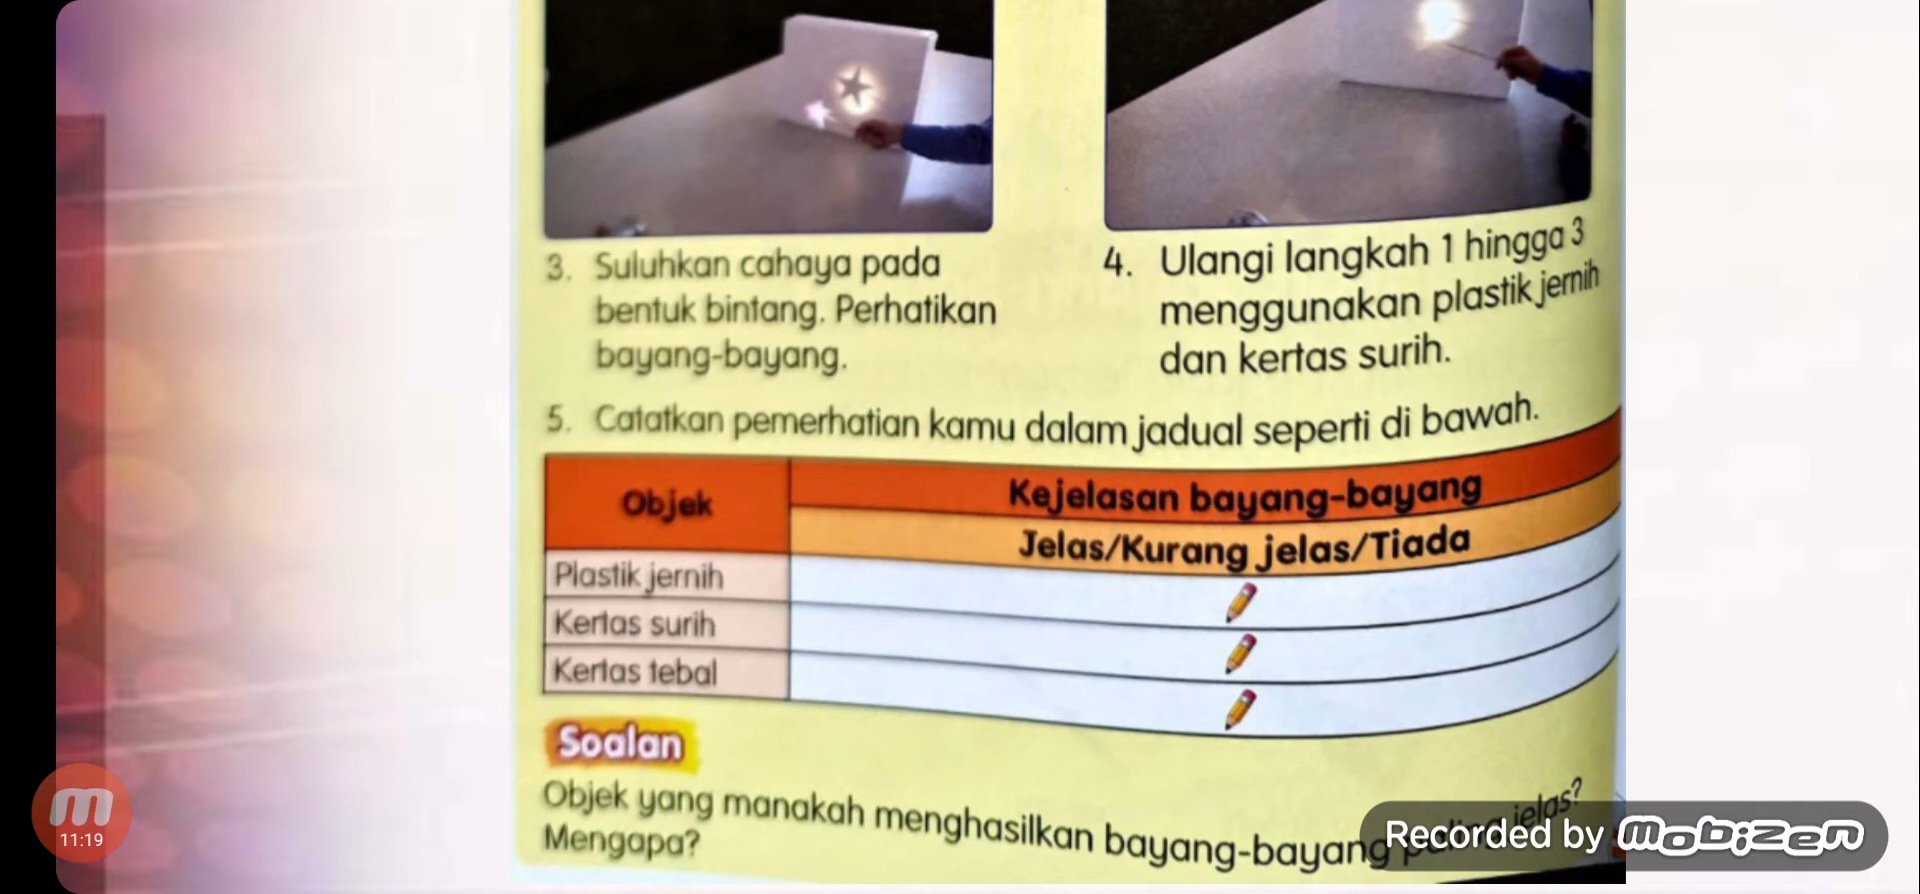 3. Suluhkan cahaya pada
bentuk bintang. Perhatikan
bayang-bayang.
4. Ulangi langkah 1 hingga 3
menggunakan plastik jernih
dan kertas surih.
5. Catatkan pemerhatian kamu dalam jadual seperti di bawah.
Objek
Kejelasan bayang-bayang
Jelas/Kurang jelas/Tiada
Plastik jernih
Kertas surih
Kertas tebal
Soalan
Objek yang manakah menghasilkan bayang-bayang paling jelas?
Mengapa?
11:19
Recorded by Mobizen